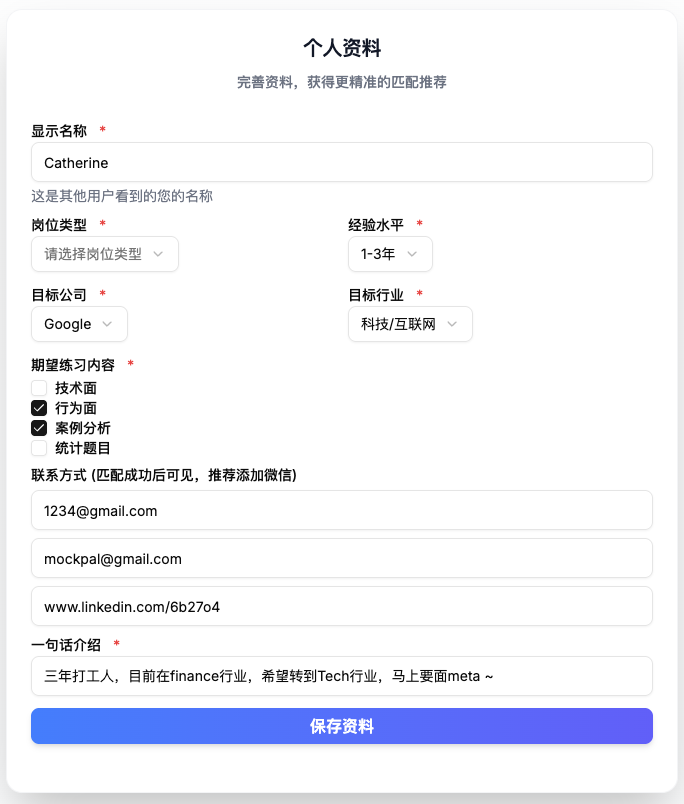 个人资料
完善资料，获得更精准的匹配推荐
显示名称 *
Catherine
这是其他用户看到的您的名称
岗位类型 * 经验水平 *
请选择岗位类型 1-3年
目标公司 * 目标行业 *
Google 科技/互联网
期望练习内容 *
技术面
行为面
案例分析
统计题目
联系方式 (匹配成功后可见，推荐添加微信)
1234@gmail.com
mockpal@gmail.com
www.linkedin.com/6b27o4
一句话介绍 *
三年打工人，目前在finance行业，希望转到Tech行业，马上要面meta ~
保存资料